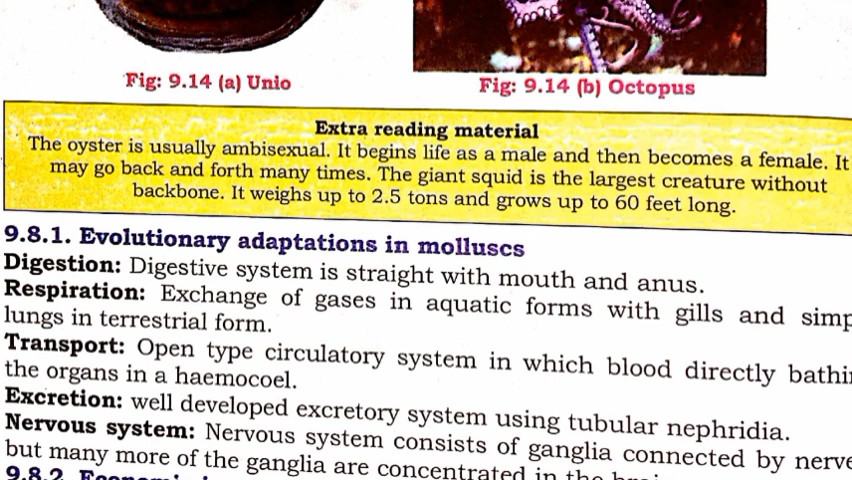 Fig: 9.14 (a) Unio
Fig: 9.14 (b) Octopus
Extra reading material
The oyster is usually ambisexual. It begins life as a male and then becomes a female. It
may go back and forth many times. The giant squid is the largest creature without
backbone. It weighs up to 2.5 tons and grows up to 60 feet long.
9.8.1. Evolutionary adaptations in molluscs
Digestion: Digestive system is straight with mouth and anus.
Respiration: Exchange of gases in aquatic forms with gills and simp
lungs in terrestrial form.
Transport: Open type circulatory system in which blood directly bathi
the organs in a haemocoel.
Excretion: well developed excretory system using tubular nephridia.
Nervous system: Nervous system consists of ganglia connected by nerve
but many more of the ganglia are concentrated in the
9.8.2.